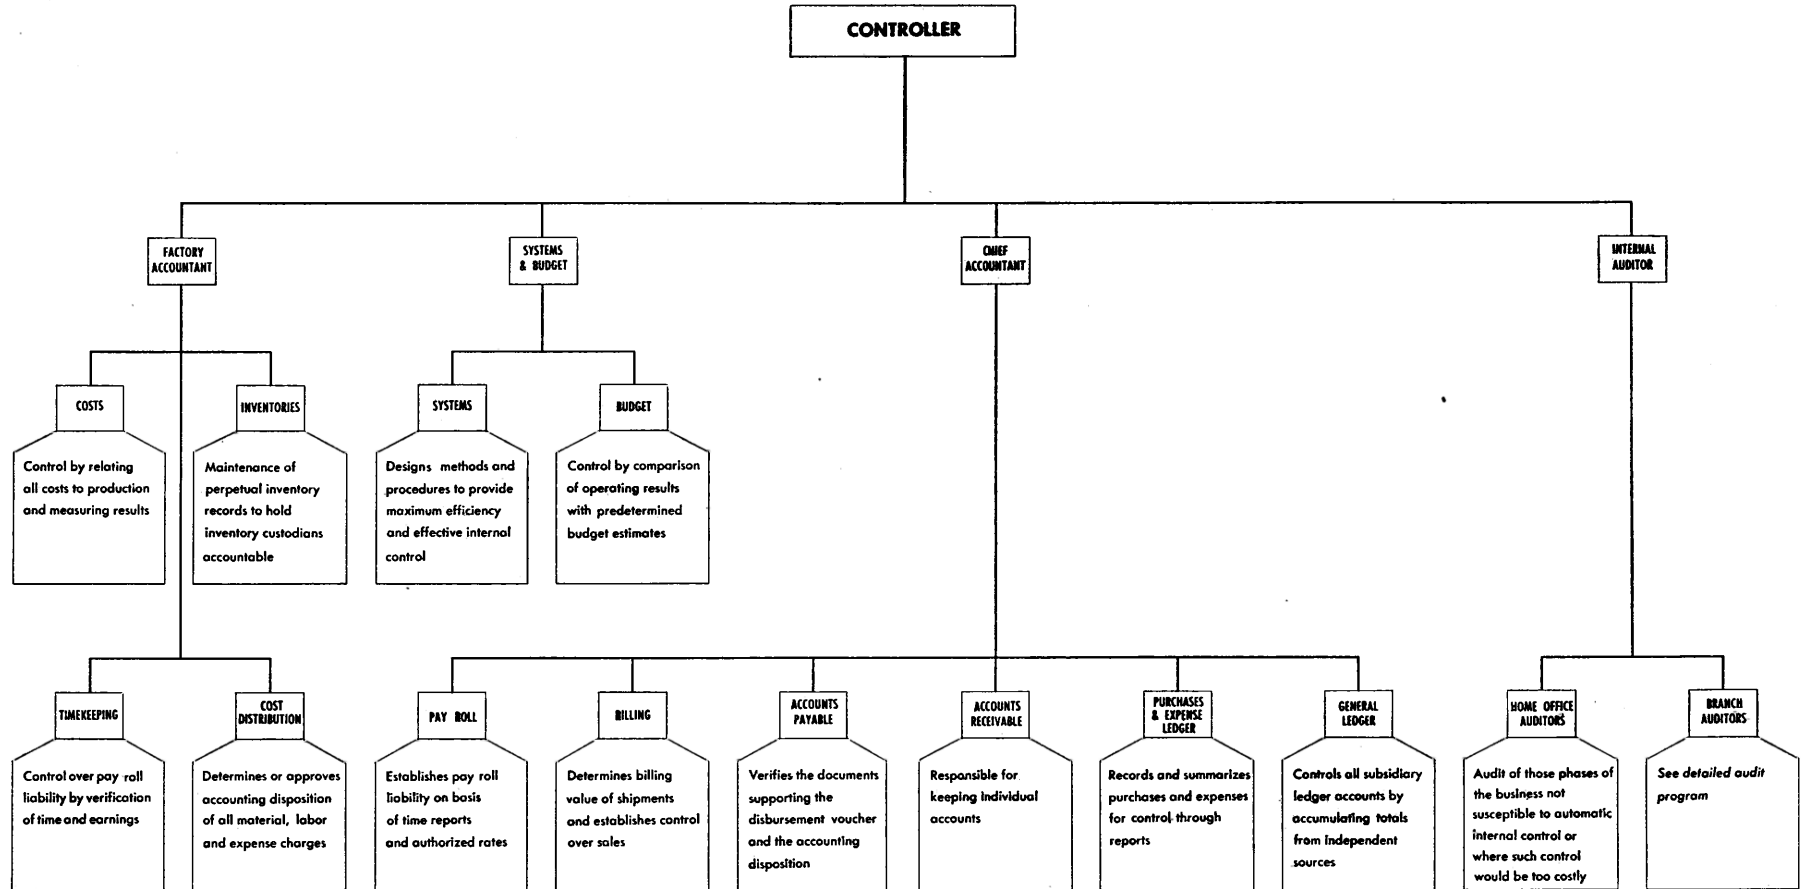 CONTROLLER
FACTORY
ACCOUNTANT
SYSTEMS
& BUDGET
CHIEF
ACCOUNTANT
INTERNAL
AUDITOR
COSTS
Control by relating
all costs to production
and measuring results
INVENTORIES
Maintenance of
perpetual inventory
records to hold
inventory custodians
accountable
SYSTEMS
Designs methods and
procedures to provide
maximum efficiency
and effective internal
control
BUDGET
Control by comparison
of operating results
with predetermined
budget estimates
TIMEKEEPING
Control over pay roll
liability by verification
of time and earnings
COST
DISTRIBUTION
Determines or approves
accounting disposition
of all material, labor
and expense charges
PAY ROLL
Establishes pay roll
liability on basis
of time reports
and authorized rates
BILLING
Determines billing
value of shipments
and establishes control
over sales
ACCOUNTS
PAYABLE
Verifies the documents
supporting the
disbursement voucher
and the accounting
disposition
ACCOUNTS
RECEIVABLE
Responsible for
keeping individual
accounts
PURCHASES
& EXPENSE
LEDGER
Records and summarizes
purchases and expenses
for control through
reports
GENERAL
LEDGER
Controls all subsidiary
ledger accounts by
accumulating totals
from independent
sources
HOME OFFICE
AUDITORS
Audit of those phases of
the business not
susceptible to automatic
internal control or
where such control
would be too costly
BRANCH
AUDITORS
See detailed audit
program